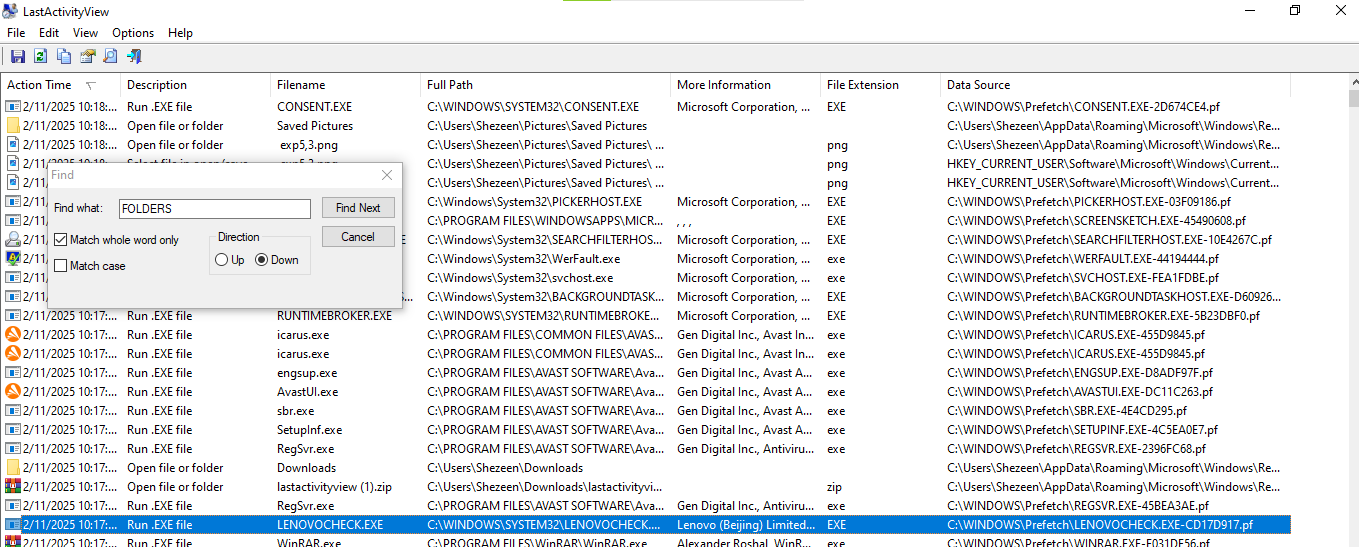 LastActivityView
File Edit View Options Help
Action Time Description Filename Full Path More Information File Extension Data Source
2/11/2025 10:18:... Run .EXE file CONSENT.EXE C:\WINDOWS\SYSTEM32\CONSENT.EXE Microsoft Corporation, ... EXE C:\WINDOWS\Prefetch\CONSENT.EXE-2D674CE4.pf
2/11/2025 10:18:... Open file or folder Saved Pictures C:\Users\Shezeen\Pictures\Saved Pictures C:\Users\Shezeen\AppData\Roaming\Microsoft\Windows\Re...
2/11/2025 10:18:... Open file or folder exp5,3.png C:\Users\Shezeen\Pictures\Saved Pictures\ ... png C:\Users\Shezeen\AppData\Roaming\Microsoft\Windows\Re...
2/11/2025 10:18:... C:\Users\Shezeen\Pictures\Saved Pictures\ ... png HKEY_CURRENT_USER\Software\Microsoft\Windows\Current...
2/11/ C:\Users\Shezeen\Pictures\Saved Pictures\ ... png HKEY_CURRENT_USER\Software\Microsoft\Windows\Current...
2/11/ C:\Windows\System32\PICKERHOST.EXE Microsoft Corporation, ... EXE C:\WINDOWS\Prefetch\PICKERHOST.EXE-03F09186.pf
2/11/ C:\PROGRAM FILES\WINDOWSAPPS\MICR... , , , EXE C:\WINDOWS\Prefetch\SCREENSKETCH.EXE-45490608.pf
2/11/ E C:\Windows\System32\SEARCHFILTERHOS... Microsoft Corporation, ... EXE C:\WINDOWS\Prefetch\SEARCHFILTERHOST.EXE-10E4267C.pf
2/11/ C:\Windows\System32\WerFault.exe Microsoft Corporation, ... exe C:\WINDOWS\Prefetch\WERFAULT.EXE-44194444.pf
2/11/ C:\Windows\System32\svchost.exe Microsoft Corporation, ... exe C:\WINDOWS\Prefetch\SVCHOST.EXE-FEA1FDBE.pf
2/11/ S... C:\Windows\System32\BACKGROUNDTASK... Microsoft Corporation, ... EXE C:\WINDOWS\Prefetch\BACKGROUNDTASKHOST.EXE-D60926...
2/11/2025 10:17:... Run .EXE file RUNTIMEBROKER.EXE C:\WINDOWS\SYSTEM32\RUNTIMEBROKE... Microsoft Corporation, ... EXE C:\WINDOWS\Prefetch\RUNTIMEBROKER.EXE-5B23DBF0.pf
2/11/2025 10:17:... Run .EXE file icarus.exe C:\PROGRAM FILES\COMMON FILES\AVAS... Gen Digital Inc., Avast In... exe C:\WINDOWS\Prefetch\ICARUS.EXE-455D9845.pf
2/11/2025 10:17:... Run .EXE file icarus.exe C:\PROGRAM FILES\COMMON FILES\AVAS... Gen Digital Inc., Avast In... exe C:\WINDOWS\Prefetch\ICARUS.EXE-455D9845.pf
2/11/2025 10:17:... Run .EXE file engsup.exe C:\PROGRAM FILES\AVAST SOFTWARE\Ava... Gen Digital Inc., Avast A... exe C:\WINDOWS\Prefetch\ENGSUP.EXE-D8ADF97F.pf
2/11/2025 10:17:... Run .EXE file AvastUI.exe C:\PROGRAM FILES\AVAST SOFTWARE\Ava... Gen Digital Inc., Avast A... exe C:\WINDOWS\Prefetch\AVASTUI.EXE-DC11C263.pf
2/11/2025 10:17:... Run .EXE file sbr.exe C:\PROGRAM FILES\AVAST SOFTWARE\Ava... Gen Digital Inc., Avast A... exe C:\WINDOWS\Prefetch\SBR.EXE-4E4CD295.pf
2/11/2025 10:17:... Run .EXE file SetupInf.exe C:\PROGRAM FILES\AVAST SOFTWARE\Ava... Gen Digital Inc., Avast A... exe C:\WINDOWS\Prefetch\SETUPINF.EXE-4C5EA0E7.pf
2/11/2025 10:17:... Run .EXE file RegSvr.exe C:\PROGRAM FILES\AVAST SOFTWARE\Ava... Gen Digital Inc., Antiviru... exe C:\WINDOWS\Prefetch\REGSVR.EXE-2396FC68.pf
2/11/2025 10:17:... Open file or folder Downloads C:\Users\Shezeen\Downloads C:\Users\Shezeen\AppData\Roaming\Microsoft\Windows\Re...
2/11/2025 10:17:... Open file or folder lastactivityview (1).zip C:\Users\Shezeen\Downloads\lastactivityvi... zip C:\Users\Shezeen\AppData\Roaming\Microsoft\Windows\Re...
2/11/2025 10:17:... Run .EXE file RegSvr.exe C:\PROGRAM FILES\AVAST SOFTWARE\Ava... Gen Digital Inc., Antiviru... exe C:\WINDOWS\Prefetch\REGSVR.EXE-45BEA3AE.pf
2/11/2025 10:17:... Run .EXE file LENOVOCHECK.EXE C:\WINDOWS\SYSTEM32\LENOVOCHECK.... Lenovo (Beijing) Limited... EXE C:\WINDOWS\Prefetch\LENOVOCHECK.EXE-CD17D917.pf
2/11/2025 10:17:... Run .EXE file WinRAR.exe C:\PROGRAM FILES\WinRAR\WinRAR.exe Alexander Roshal, WinR... exe C:\WINDOWS\Prefetch\WINRAR.EXE-E031DE56.pf
Find
Find what: FOLDERS Find Next
Cancel
Match whole word only
Match case
Direction
Up Down